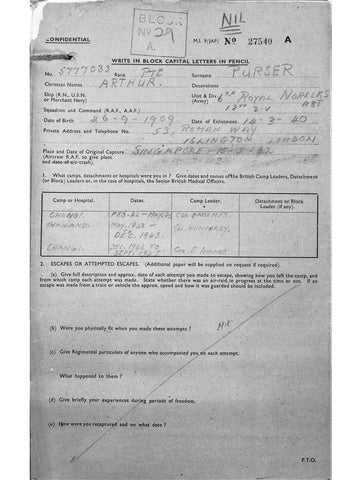 BLOCK
Nº 29
A.
NIL
CONFIDENTIAL
M.I. 9/JAP/ Nº 27549 A
WRITE IN BLOCK CAPITAL LETTERS IN PENCIL
No. 5777033 Rank PTE Surname PURSER
Christian Names ARTHUR. Decorations
Ship (R.N., U.S.N. or Merchant Navy) Unit & Div. (Army) 6TH ROYAL NORFOLKS
18TH DIV
Squadron and Command (R.A.F., A.A.F.)
Date of Birth 26-9-1909. Date of Enlistment 14-3-40
Private Address and Telephone No. 53, ROMAN WAY
ISLINGTON LONDON
Place and Date of Original Capture SINGAPORE
(Aircrew R.A.F. to give place
and date of a/c crash).
1. What camps, detachments or hospitals were you in ? Give dates and names of the British Camp Leaders, Detachment
(or Block) Leaders or, in the case of hospitals, the Senior British Medical Officers.
Camp or Hospital. Dates. Camp Leader. Detachment or Block Leader (if any).
CHANGI. COL. HOLMES.
THAILAND. MAY, 1943 - COL. HUMPHREY.
DEC. 1943.
CHANGI. DEC. 1943 TO
2. ESCAPES OR ATTEMPTED ESCAPES. (Additional paper will be supplied on request if required).
(a) Give full description and approx. date of each attempt you made to escape, showing how you left the camp, and
from which camp each attempt was made. State whether there was an air-raid in progress at the time or not. If an
escape was made from a train or vehicle the approx. speed and how it was guarded should be included.
(b) Were you physically fit when you made these attempts ?
Nil
(c) Give Regimental particulars of anyone who accompanied you on each attempt.
What happened to them ?
(d) Give briefly your experiences during periods of freedom.
(e) How were you recaptured and on what date ?
P.T.O.